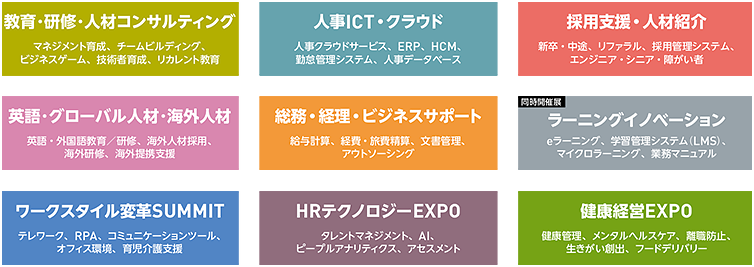 教育・研修・人材コンサルティング
マネジメント育成、チームビルディング、
ビジネスゲーム、技術者育成、リカレント教育
人事ICT・クラウド
人事クラウドサービス、ERP、HCM、
勤怠管理システム、人事データベース
採用支援・人材紹介
新卒・中途、リファラル、採用管理システム、
エンジニア・シニア・障がい者
英語・グローバル人材・海外人材
英語・外国語教育／研修、海外人材採用、
海外研修、海外提携支援
総務・経理・ビジネスサポート
給与計算、経費・旅費精算、文書管理、
アウトソーシング
同時開催展
ラーニングイノベーション
eラーニング、学習管理システム(LMS)、
マイクロラーニング、業務マニュアル
ワークスタイル変革SUMMIT
テレワーク、RPA、コミュニケーションツール、
オフィス環境、育児介護支援
HRテクノロジーEXPO
タレントマネジメント、AI、
ピープルアナリティクス、アセスメント
健康経営EXPO
健康管理、メンタルヘルスケア、離職防止、
生きがい創出、フードデリバリー